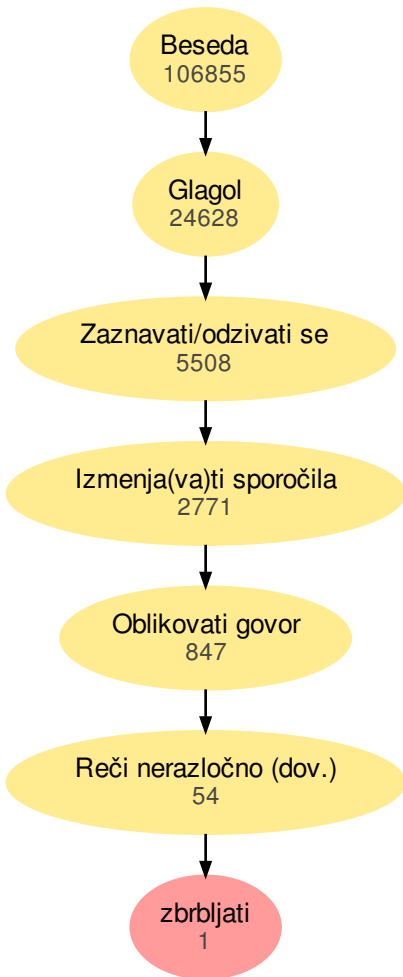 Beseda
106855
Glagol
24628
Zaznavati/odzivati se
5508
Izmenja(va)ti sporočila
2771
Oblikovati govor
847
Reči nerazločno (dov.)
54
zbrbljati
1